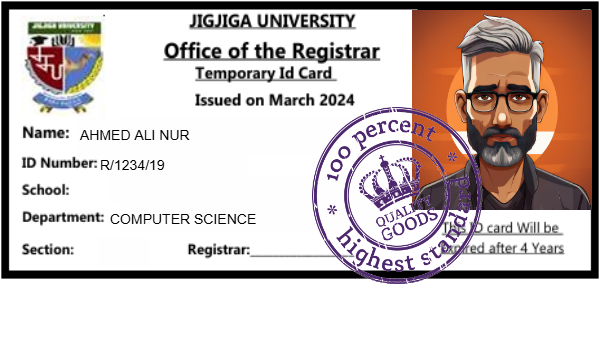 JIGJIGA UNIVERSITY
JIGJIGA UNIVERSITY
Office of the Registrar
Temporary Id Card
Issued on March 2024
Name: AHMED ALI NUR
ID Number: R/1234/19
School:
Department: COMPUTER SCIENCE
Section:
Registrar:
100 percent
QUALITY
GOODS
highest standard
This ID card Will be
Expired after 4 Years